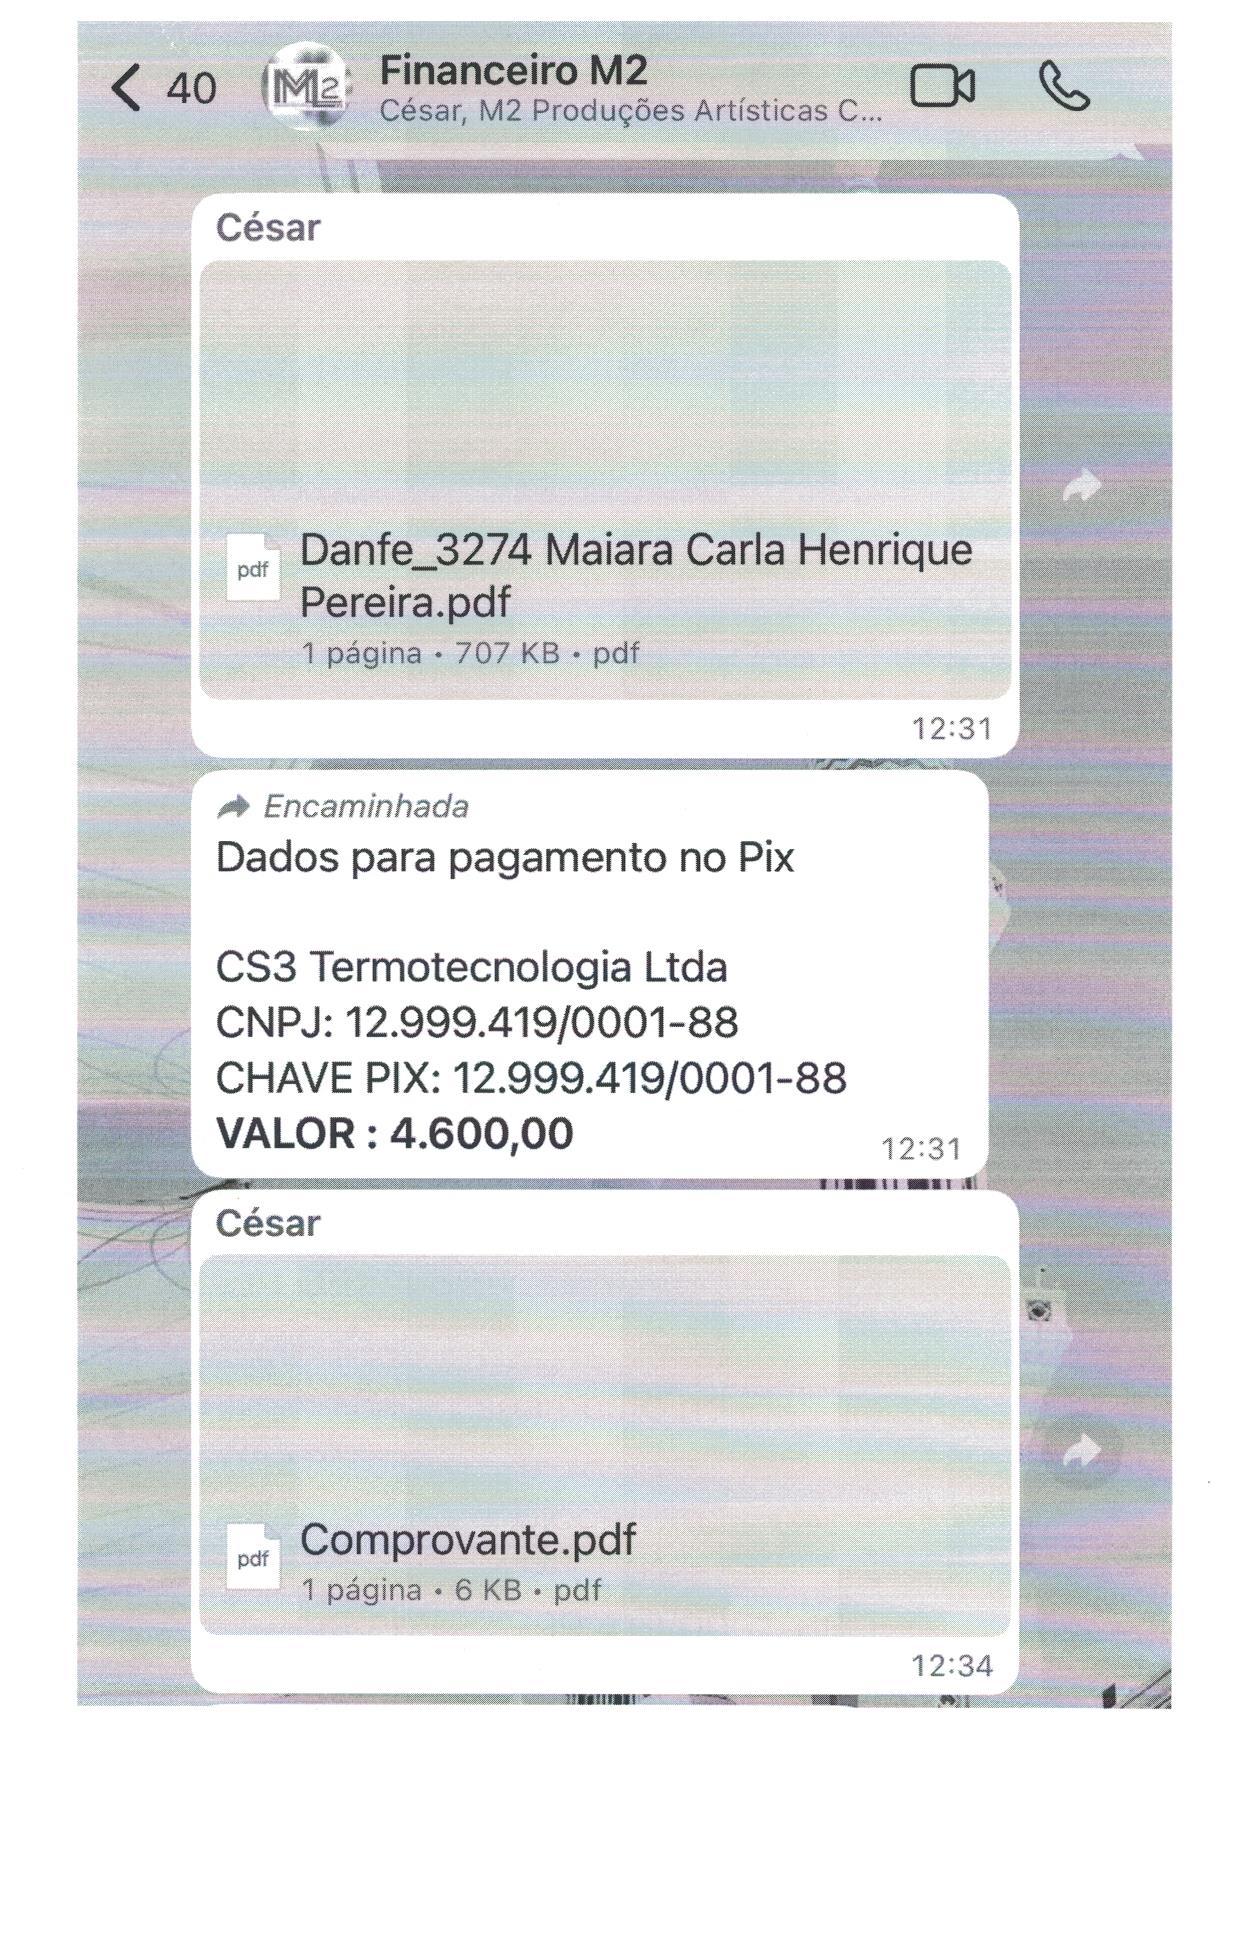 40
M2
Financeiro M2
César, M2 Produções Artísticas C...
César
pdf
Danfe_3274 Maiara Carla Henrique
Pereira.pdf
1 página • 707 KB • pdf
12:31
Encaminhada
Dados para pagamento no Pix
CS3 Termotecnologia Ltda
CNPJ: 12.999.419/0001-88
CHAVE PIX: 12.999.419/0001-88
VALOR : 4.600,00
12:31
César
pdf
Comprovante.pdf
1 página • 6 KB • pdf
12:34